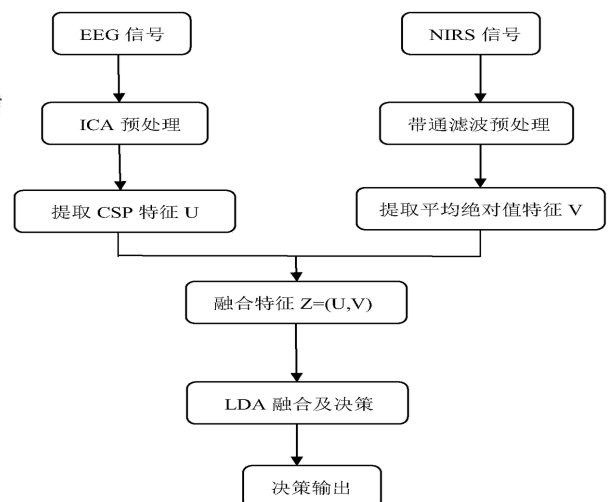 EEG 信号
NIRS 信号
ICA 预处理
带通滤波预处理
提取 CSP 特征 U
提取平均绝对值特征 V
融合特征 Z=(U,V)
LDA 融合及决策
决策输出